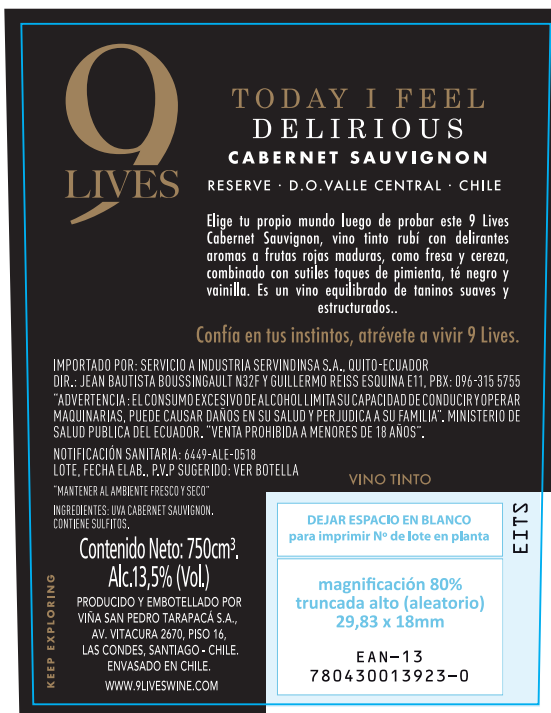 9
LIVES
TODAY I FEEL
DELIRIOUS
CABERNET SAUVIGNON
RESERVE · D.O.VALLE CENTRAL · CHILE
Elige tu propio mundo luego de probar este 9 Lives
Cabernet Sauvignon, vino tinto rubí con delirantes
aromas a frutas rojas maduras, como fresa y cereza,
combinado con sutiles toques de pimienta, té negro y
vainilla. Es un vino equilibrado de taninos suaves y
estructurados..
Confía en tus instintos, atrévete a vivir 9 Lives.
IMPORTADO POR: SERVICIO A INDUSTRIA SERVINDINSA S.A., QUITO-ECUADOR
DIR.: JEAN BAUTISTA BOUSSINGAULT N32F Y GUILLERMO REISS ESQUINA E11, PBX: 096-315 5755
"ADVERTENCIA: EL CONSUMO EXCESIVO DE ALCOHOL LIMITA SU CAPACIDAD DE CONDUCIR Y OPERAR
MAQUINARIAS, PUEDE CAUSAR DAÑOS EN SU SALUD Y PERJUDICA A SU FAMILIA". MINISTERIO DE
SALUD PUBLICA DEL ECUADOR. "VENTA PROHIBIDA A MENORES DE 18 AÑOS".
NOTIFICACIÓN SANITARIA: 6449-ALE-0518
LOTE, FECHA ELAB., P.V.P SUGERIDO: VER BOTELLA
"MANTENER AL AMBIENTE FRESCO Y SECO"
INGREDIENTES: UVA CABERNET SAUVIGNON.
CONTIENE SULFITOS.
Contenido Neto: 750cm³.
Alc.13,5% (Vol.)
PRODUCIDO Y EMBOTELLADO POR
VIÑA SAN PEDRO TARAPACÁ S.A.,
AV. VITACURA 2670, PISO 16,
LAS CONDES, SANTIAGO - CHILE.
ENVASADO EN CHILE.
WWW.9LIVESWINE.COM
KEEP EXPLORING
VINO TINTO
DEJAR ESPACIO EN BLANCO
para imprimir Nº de lote en planta
EITS
magnificación 80%
truncada alto (aleatorio)
29,83 x 18mm
EAN-13
780430013923-0